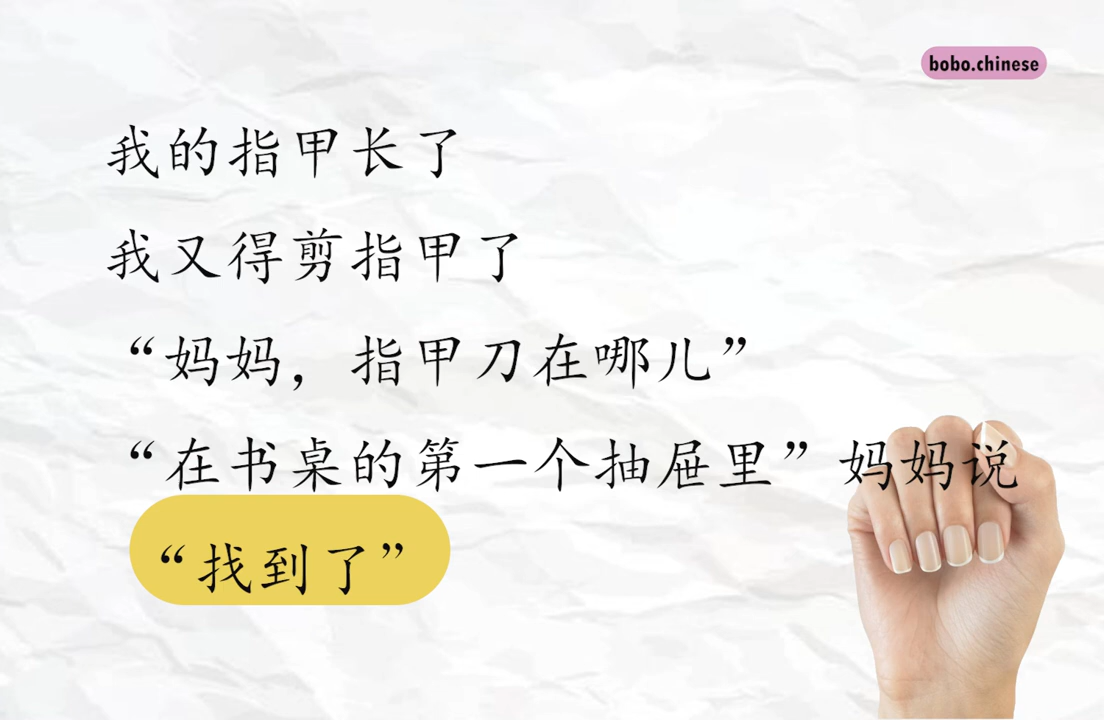 bobo.chinese
我的指甲长了
我又得剪指甲了
“妈妈，指甲刀在哪儿”
“在书桌的第一个抽屉里”妈妈说
“找到了”